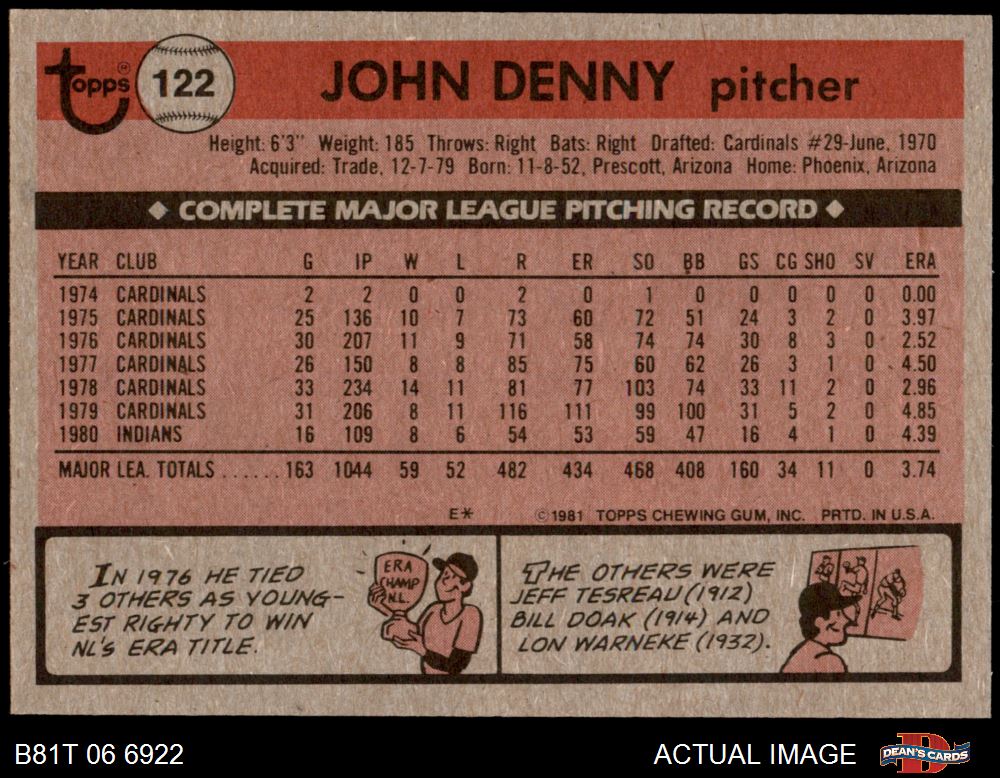 topps® 122 JOHN DENNY pitcher
Height: 6'3" Weight: 185 Throws: Right Bats: Right Drafted: Cardinals #29-June, 1970
Acquired: Trade, 12-7-79 Born: 11-8-52, Prescott, Arizona Home: Phoenix, Arizona
◆ COMPLETE MAJOR LEAGUE PITCHING RECORD ◆
YEAR CLUB G IP W L R ER SO BB GS CG SHO SV ERA
1974 CARDINALS 2 2 0 0 2 0 1 0 0 0 0 0 0.00
1975 CARDINALS 25 136 10 7 73 60 72 51 24 3 2 0 3.97
1976 CARDINALS 30 207 11 9 71 58 74 74 30 8 3 0 2.52
1977 CARDINALS 26 150 8 8 85 75 60 62 26 3 1 0 4.50
1978 CARDINALS 33 234 14 11 81 77 103 74 33 11 2 0 2.96
1979 CARDINALS 31 206 8 11 116 111 99 100 31 5 2 0 4.85
1980 INDIANS 16 109 8 6 54 53 59 47 16 4 1 0 4.39
MAJOR LEA. TOTALS ...... 163 1044 59 52 482 434 468 408 160 34 11 0 3.74
E* ©1981 TOPPS CHEWING GUM, INC. PRTD. IN U.S.A.
IN 1976 HE TIED
3 OTHERS AS YOUNG-
EST RIGHTY TO WIN
NL'S ERA TITLE.
ERA
CHAMP
N.L.
THE OTHERS WERE
JEFF TESREAU (1912)
BILL DOAK (1914) AND
LON WARNEKE (1932).
B81T 06 6922 ACTUAL IMAGE DEAN'S CARDS